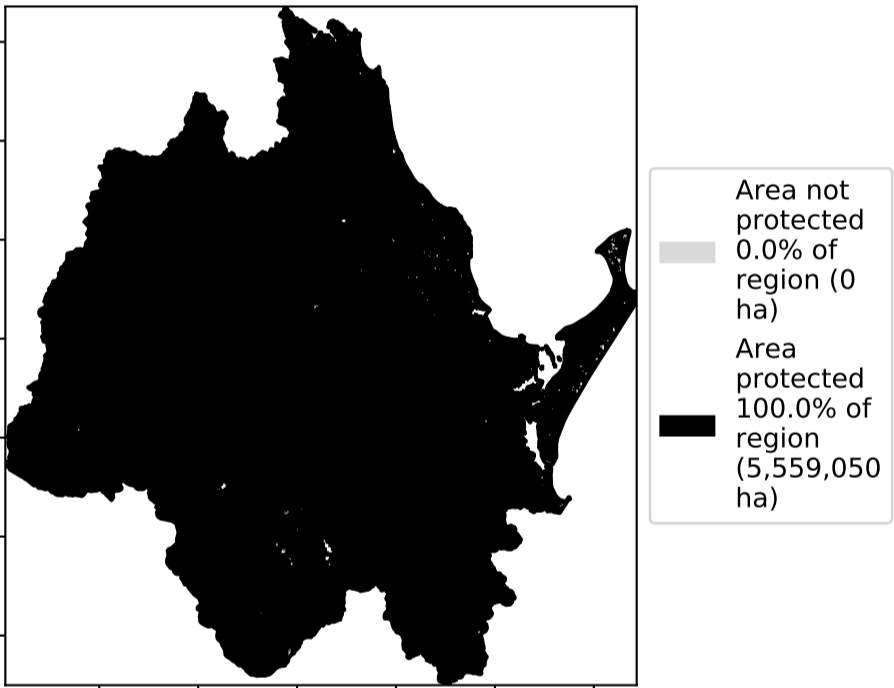 Area not
protected
0.0% of
region (0
ha)
Area
protected
100.0% of
region
(5,559,050
ha)